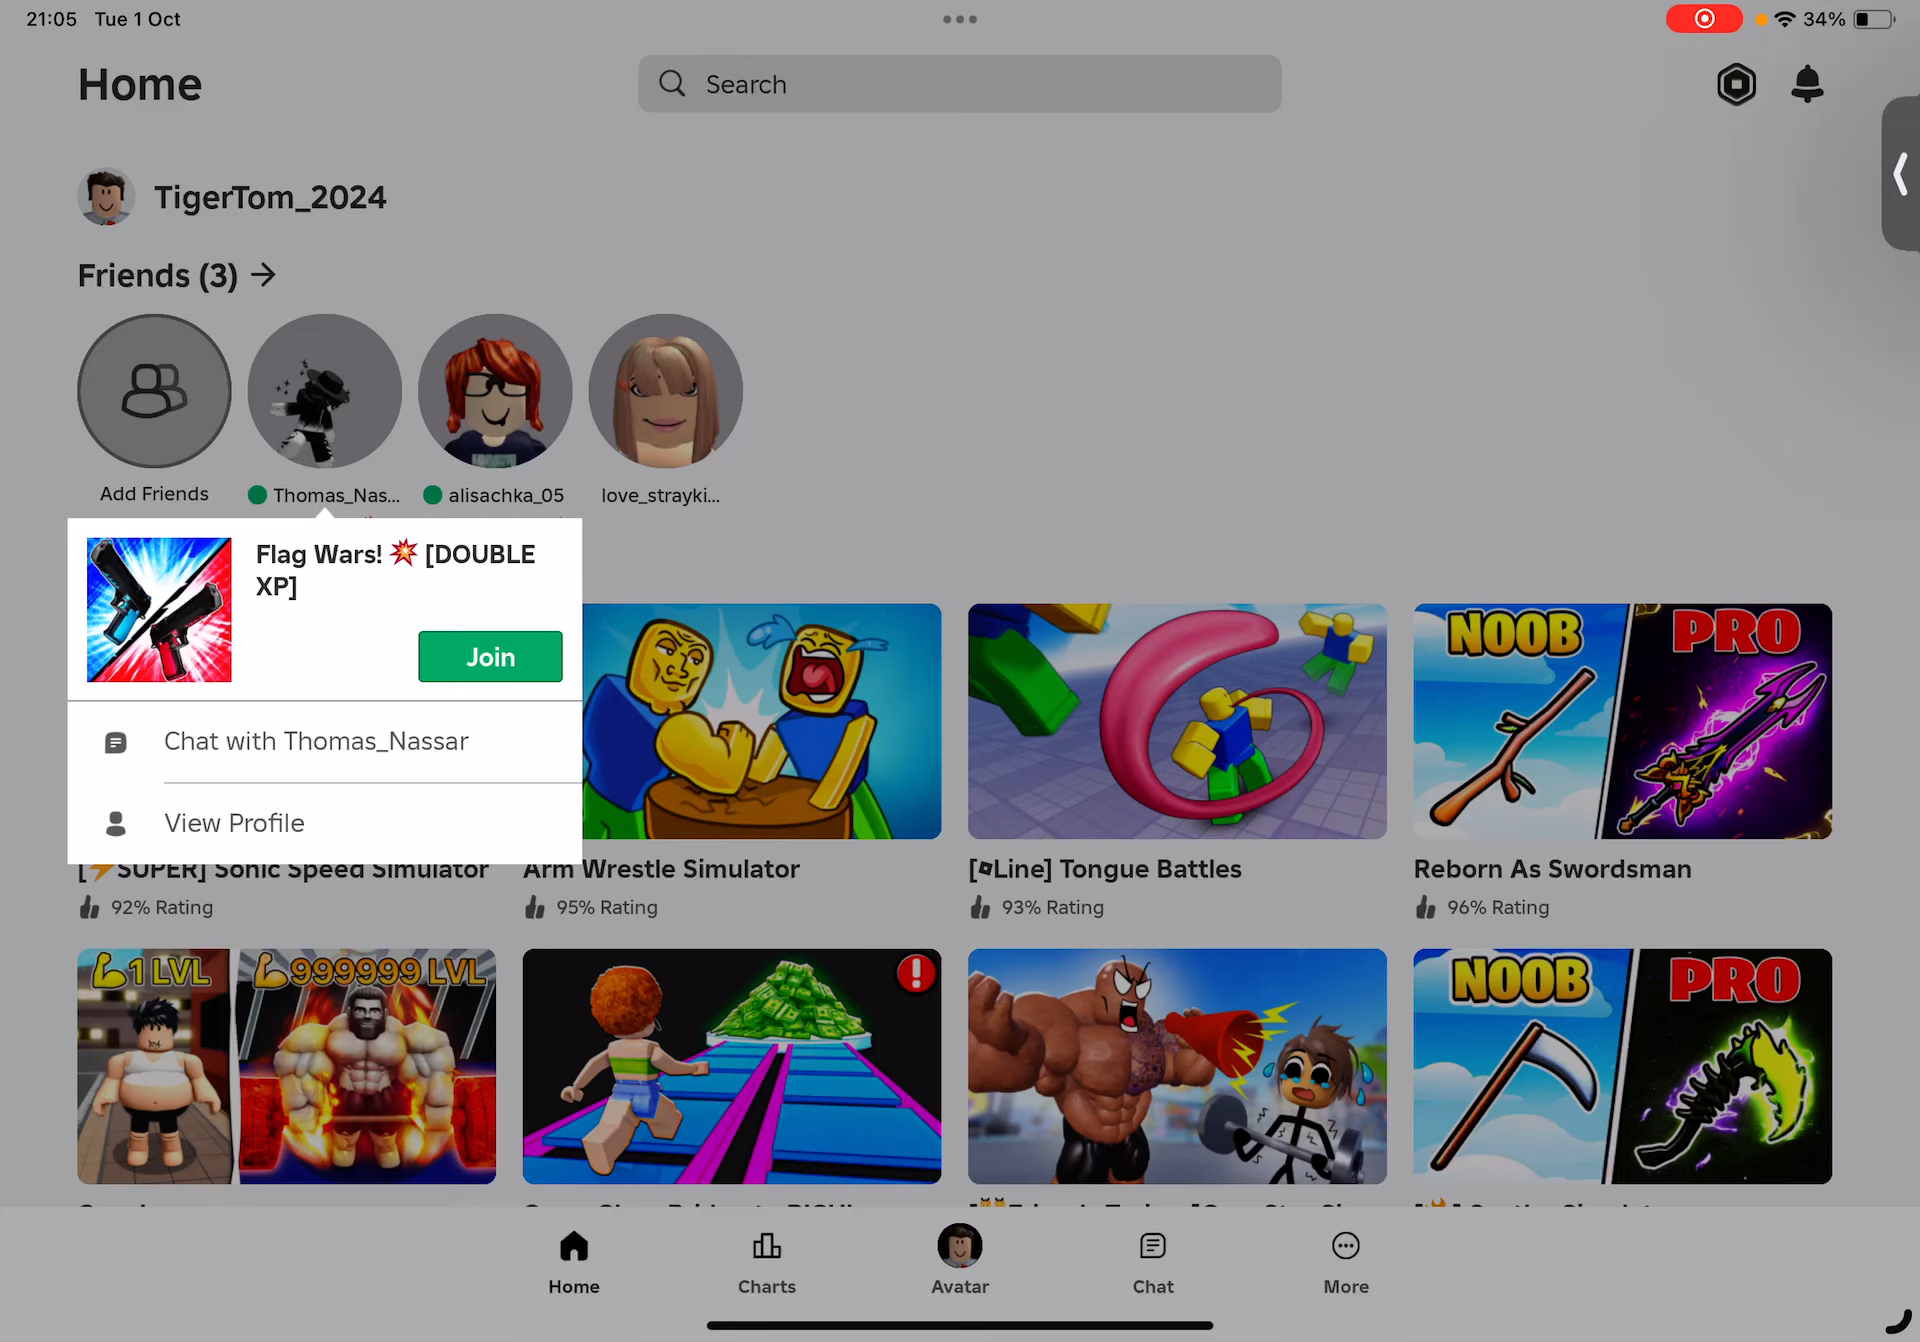 21:05 Tue 1 Oct
34%
Home
Search
TigerTom_2024
Friends (3)
Add Friends
Thomas_Nas...
alisachka_05
love_strayki...
Flag Wars! 💥 [DOUBLE
XP]
Join
Chat with Thomas_Nassar
View Profile
NOOB
PRO
[⚡SUPER] Sonic Speed Simulator
Arm Wrestle Simulator
[Line] Tongue Battles
Reborn As Swordsman
92% Rating
95% Rating
93% Rating
96% Rating
1 LVL
999999 LVL
NOOB
PRO
Home
Charts
Avatar
Chat
More